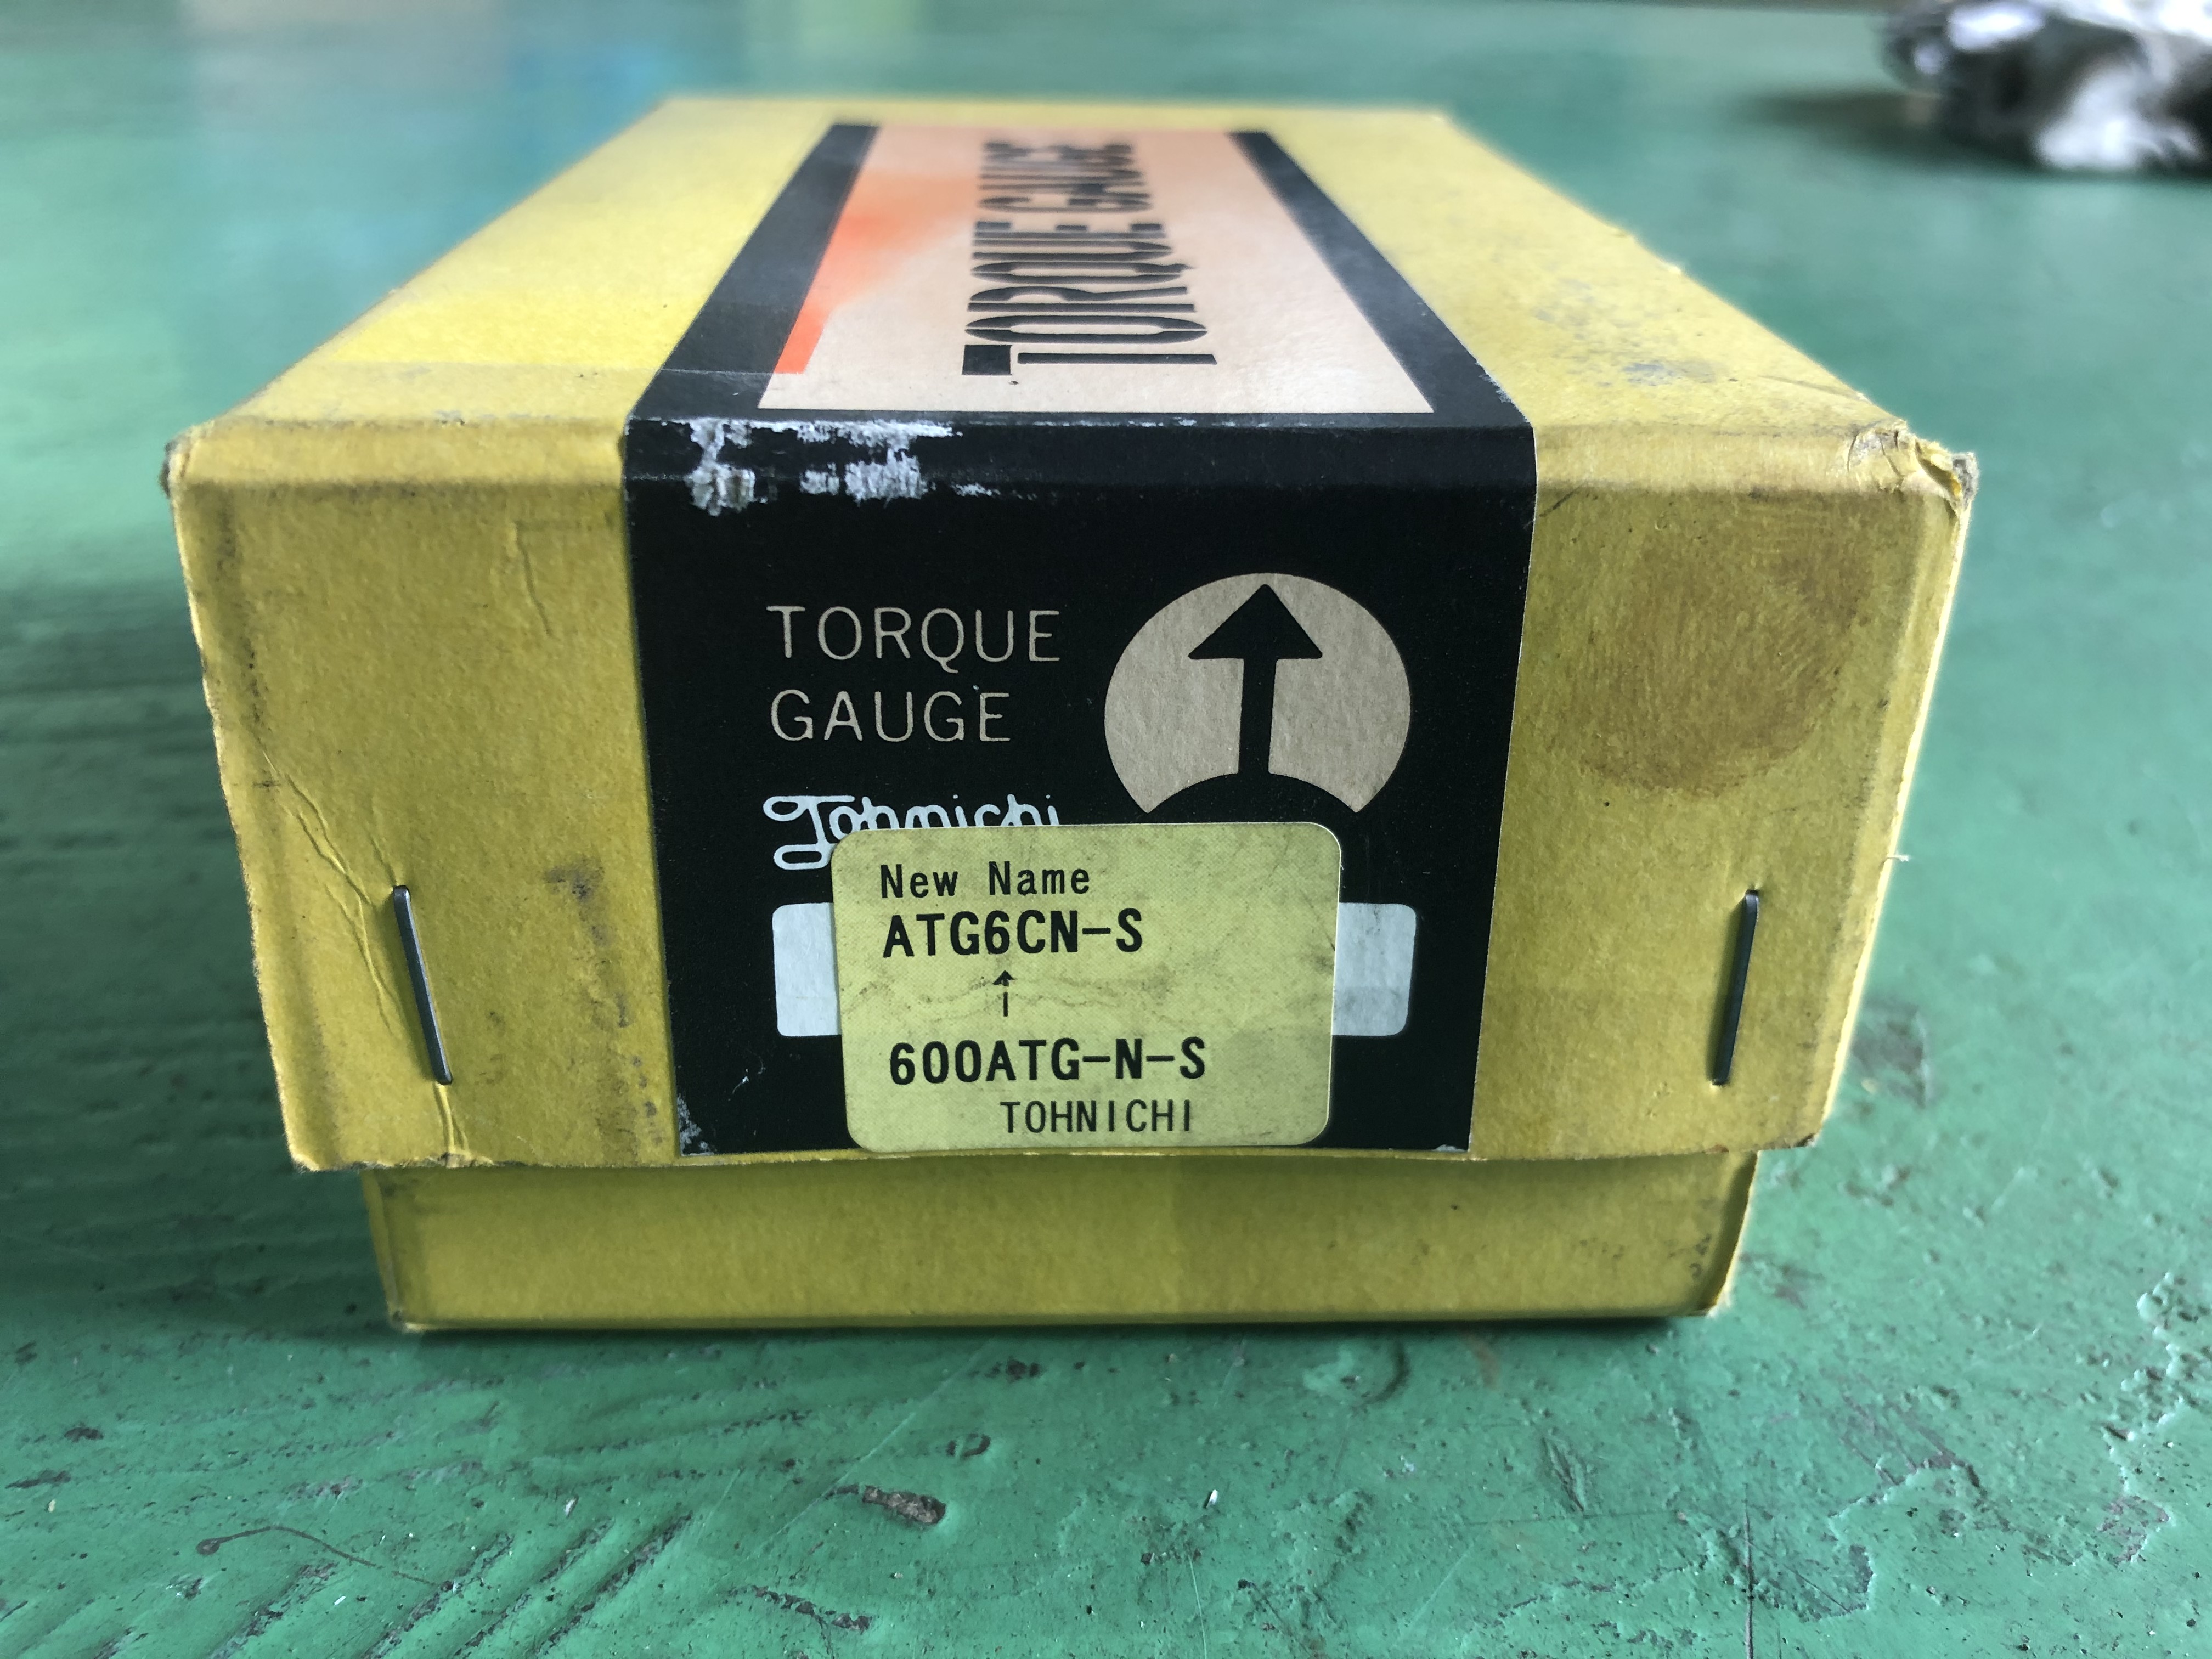 TORQUE GAUGE
TORQUE
GAUGE
Tohnichi
New Name
ATG6CN-S
↑
600ATG-N-S
TOHNICHI